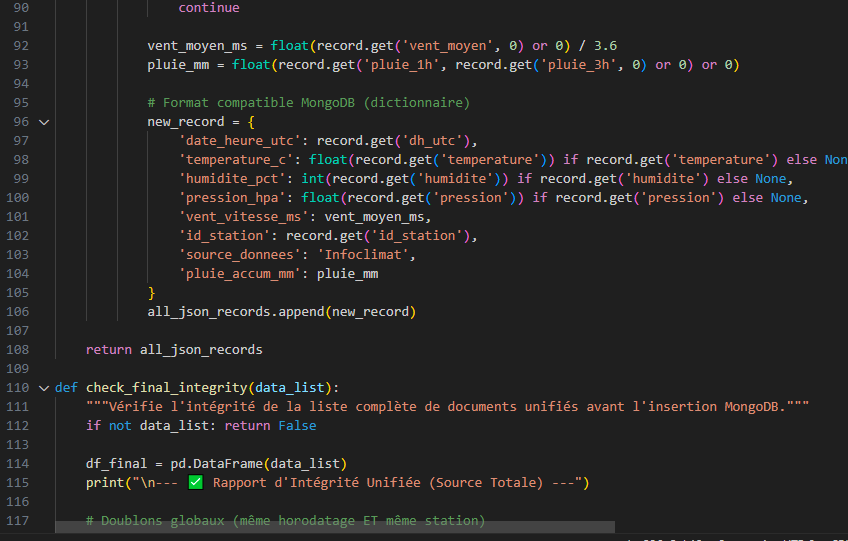 90 continue
91
92 vent_moyen_ms = float(record.get('vent_moyen', 0) or 0) / 3.6
93 pluie_mm = float(record.get('pluie_1h', record.get('pluie_3h', 0) or 0) or 0)
94
95 # Format compatible MongoDB (dictionnaire)
96 new_record = {
97 'date_heure_utc': record.get('dh_utc'),
98 'temperature_c': float(record.get('temperature')) if record.get('temperature') else Non
99 'humidite_pct': int(record.get('humidite')) if record.get('humidite') else None,
100 'pression_hpa': float(record.get('pression')) if record.get('pression') else None,
101 'vent_vitesse_ms': vent_moyen_ms,
102 'id_station': record.get('id_station'),
103 'source_donnees': 'Infoclimat',
104 'pluie_accum_mm': pluie_mm
105 }
106 all_json_records.append(new_record)
107
108 return all_json_records
109
110 def check_final_integrity(data_list):
111 """Vérifie l'intégrité de la liste complète de documents unifiés avant l'insertion MongoDB."""
112 if not data_list: return False
113
114 df_final = pd.DataFrame(data_list)
115 print("\n--- ✅ Rapport d'Intégrité Unifiée (Source Totale) ---")
116
117 # Doublons globaux (même horodatage ET même station)